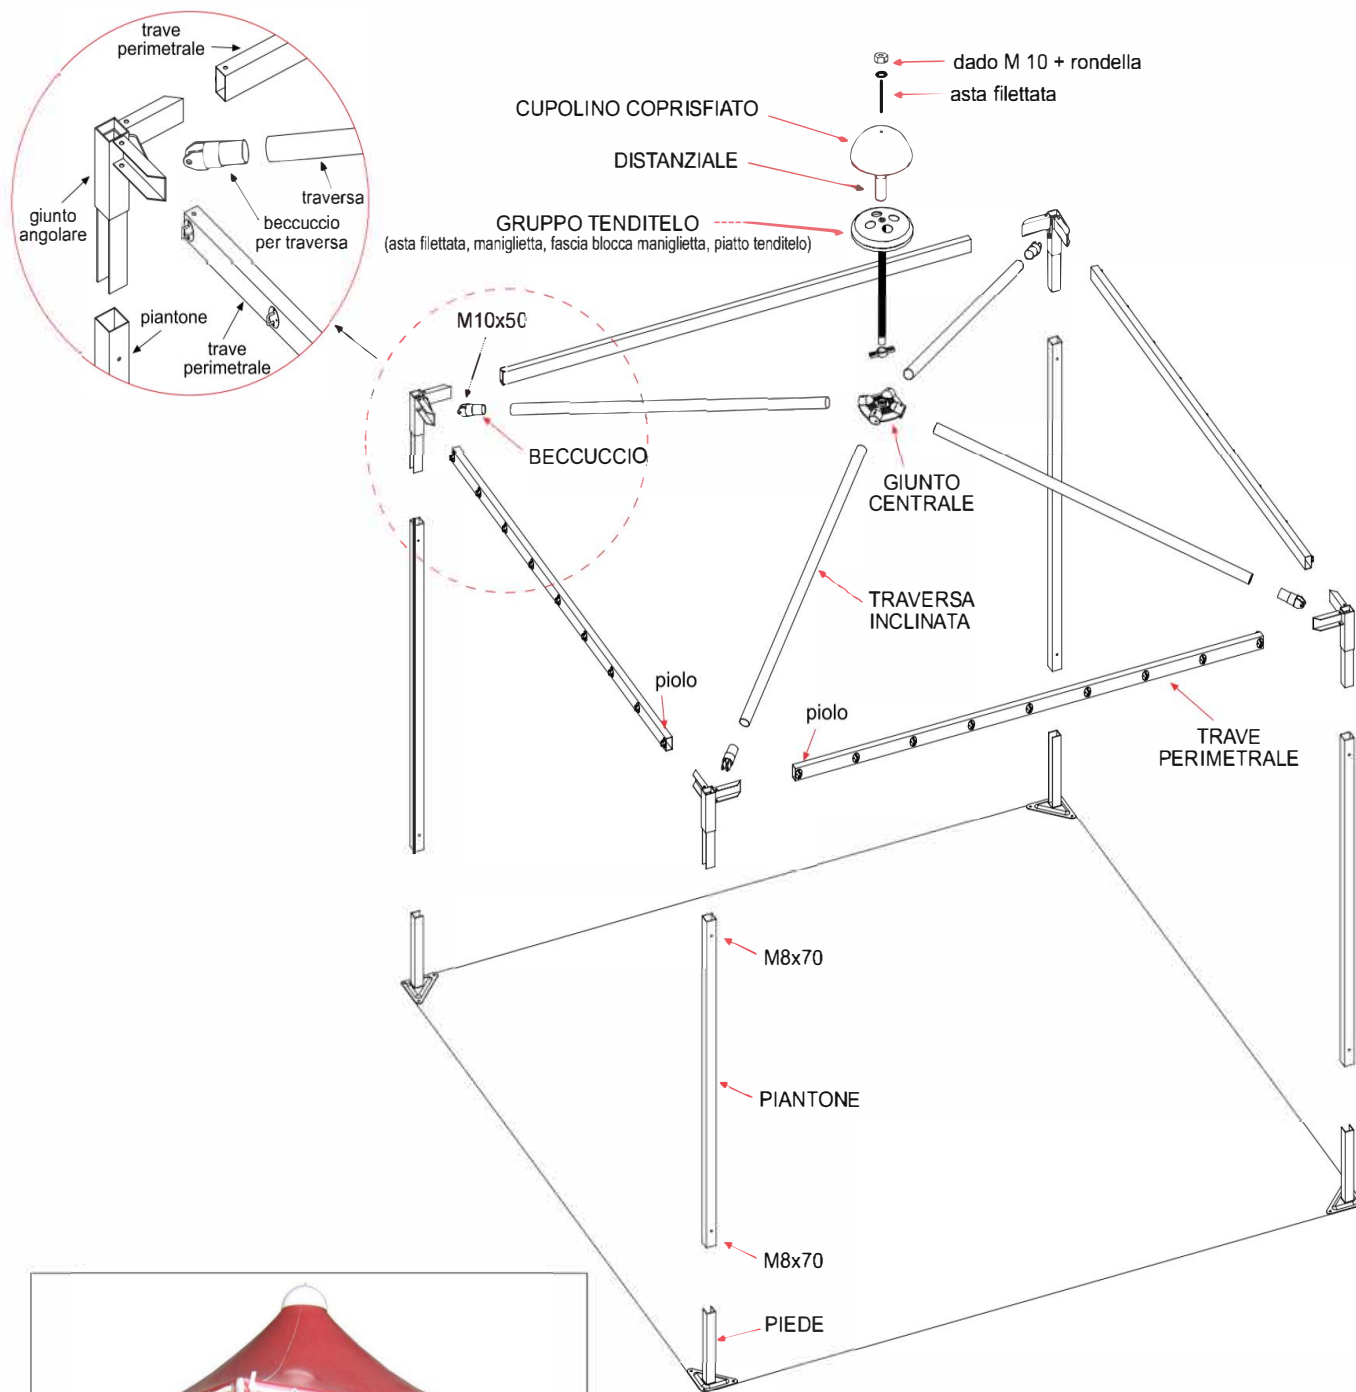 trave
perimetrale
giunto
angolare
traversa
beccuccio
per traversa
piantone
trave
perimetrale
dado M 10 + rondella
asta filettata
CUPOLINO COPRISFIATO
DISTANZIALE
GRUPPO TENDITELO
(asta filettata, maniglietta, fascia blocca maniglietta, piatto tenditelo)
M10x50
BECCUCCIO
GIUNTO
CENTRALE
TRAVERSA
INCLINATA
piolo
piolo
TRAVE
PERIMETRALE
M8x70
PIANTONE
M8x70
PIEDE